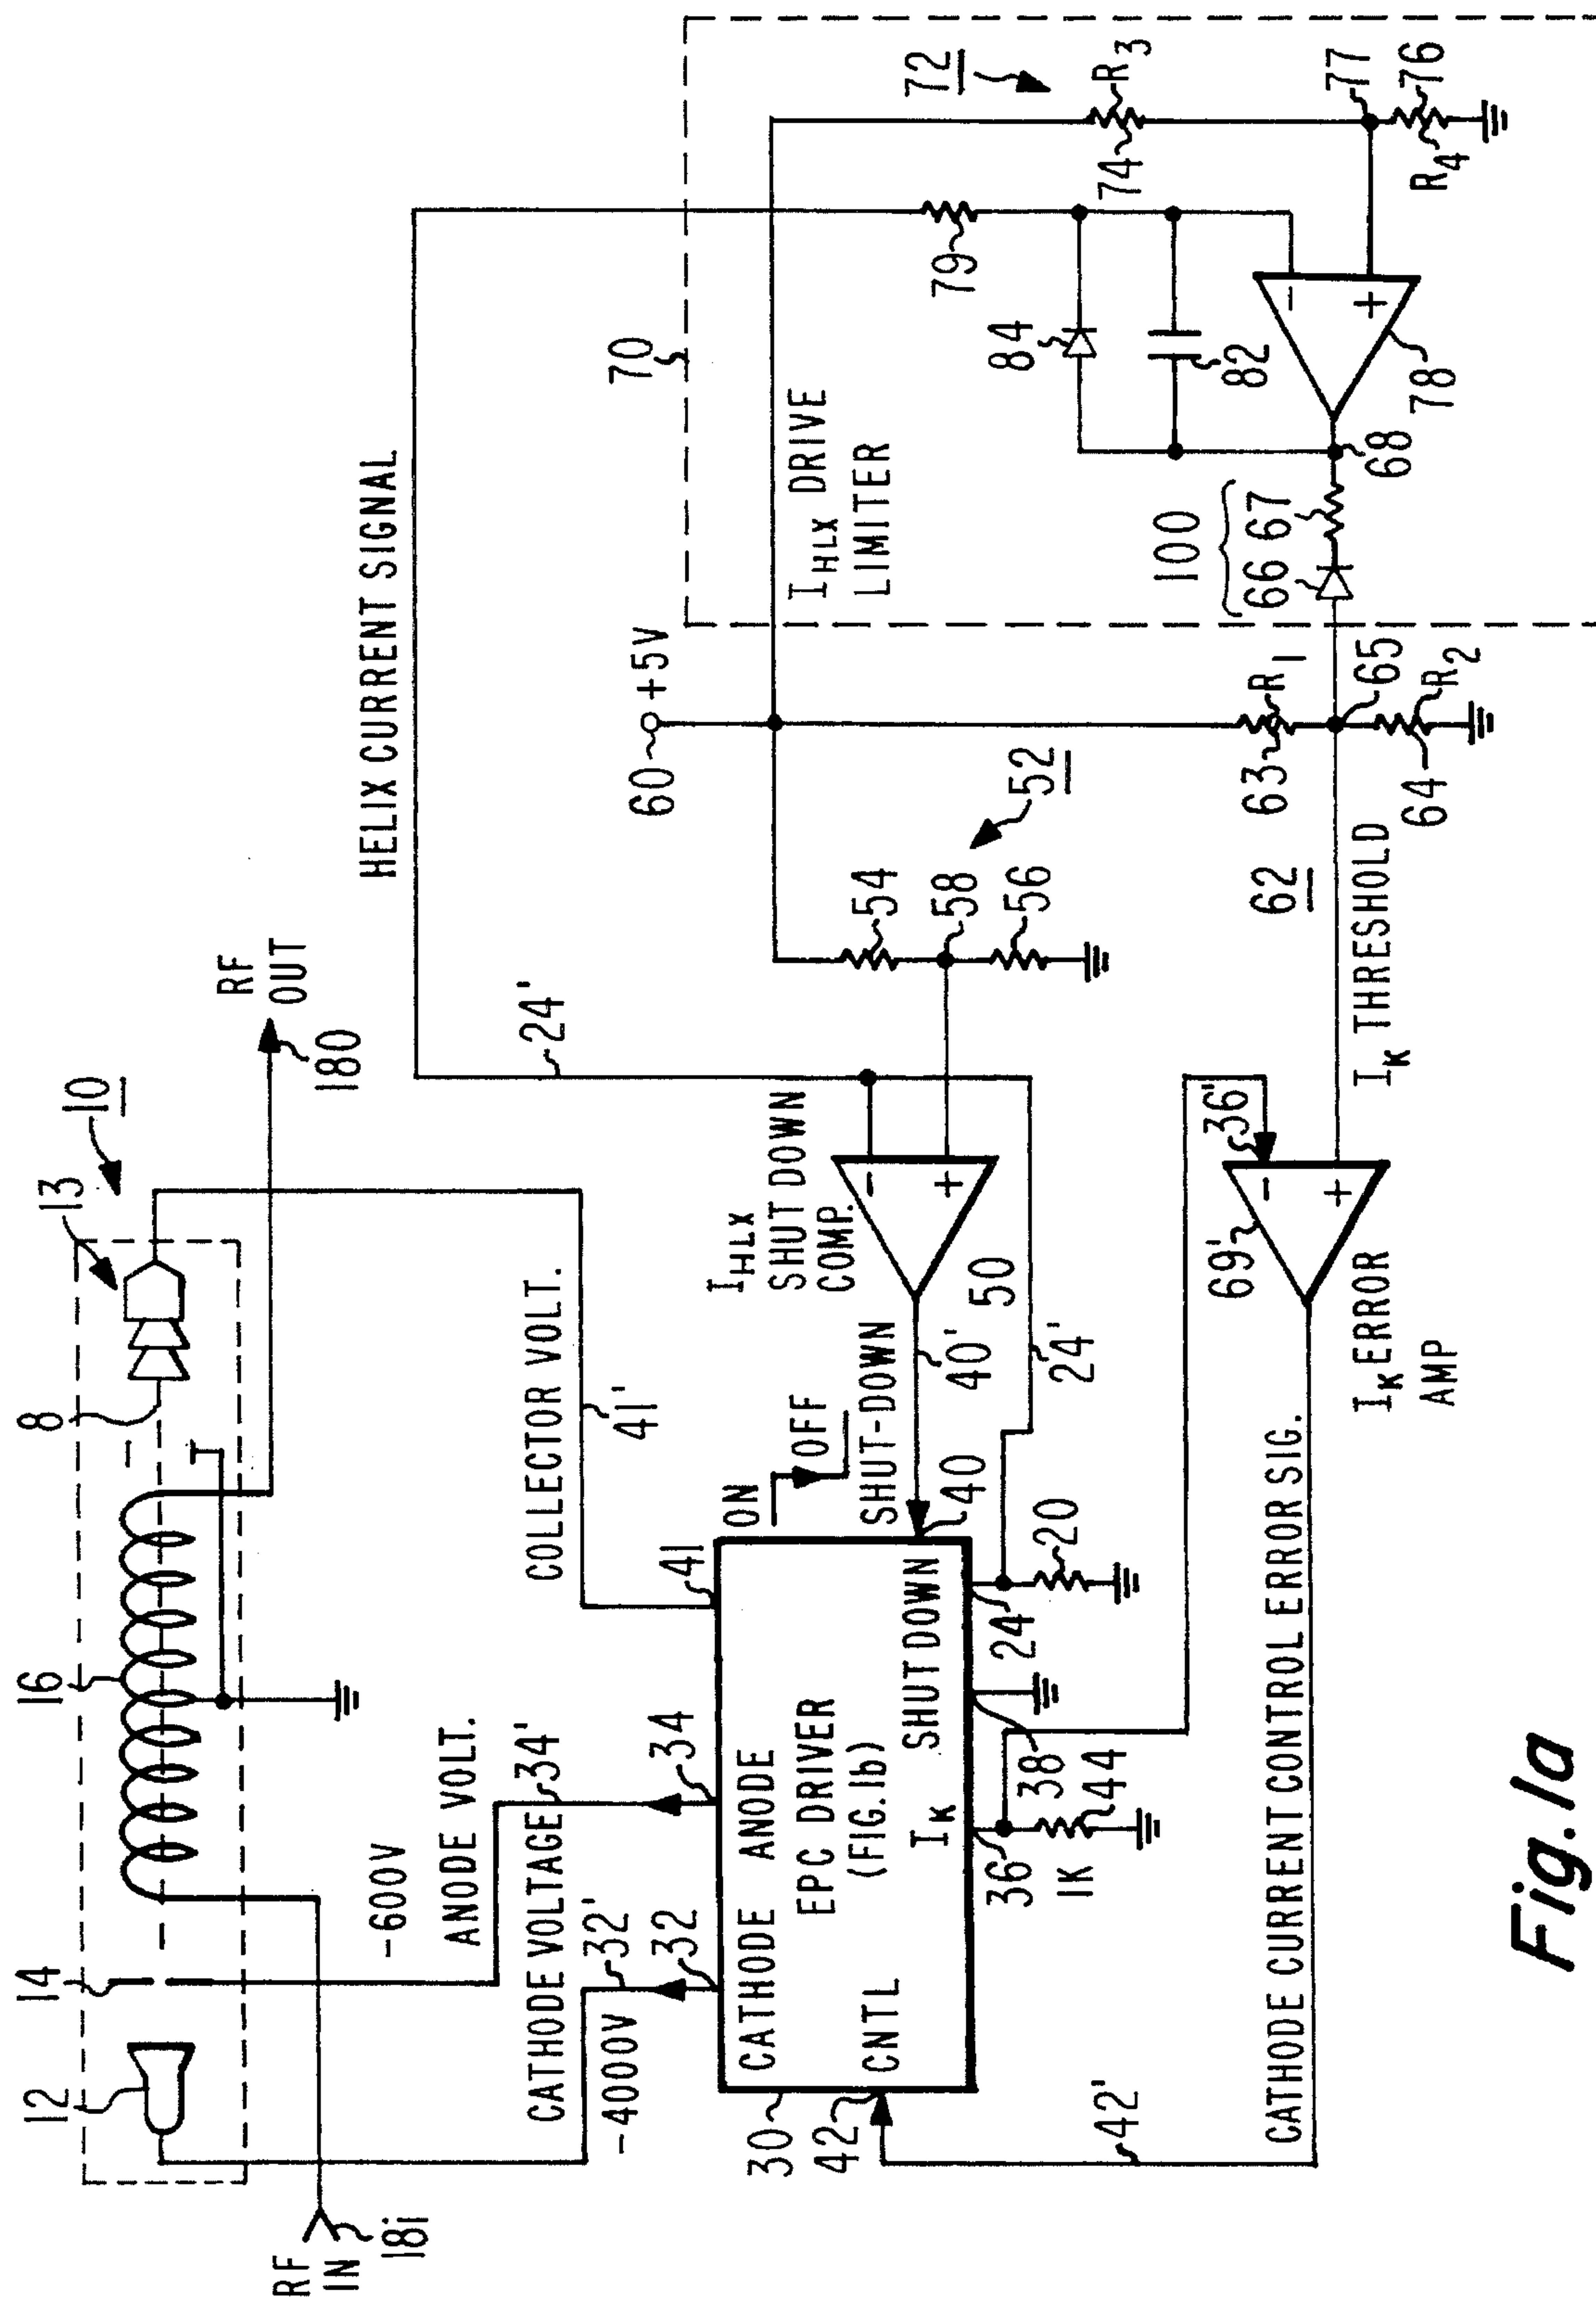 RF
IN
18i
12
14
16
8
13
10
RF
OUT
180
-600V
ANODE VOLT.
34'
34
CATHODE VOLTAGE
-4000V
32'
32
COLLECTOR VOLT.
41'
41
CATHODE ANODE
EPC DRIVER
(FIG.1b)
CNTL
IK
SHUT DOWN
30
42
42'
36
1K
44
38
24
20
40
ON
OFF
SHUT-DOWN
40'
24'
50
IHLX
SHUT DOWN
COMP.
-
+
24'
HELIX CURRENT SIGNAL
52
54
58
56
60
+5V
62
63
R1
65
64
R2
IK THRESHOLD
36'
-
+
69'
IK ERROR
AMP
CATHODE CURRENT CONTROL ERROR SIG.
70
IHLX DRIVE
LIMITER
100
66
67
68
84
82
79
-
+
78
72
R3
74
77
76
R4
Fig.1a